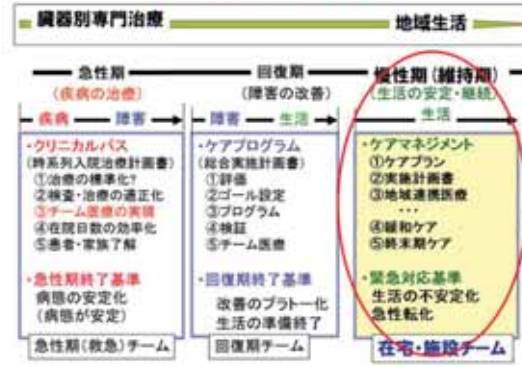 臓器別専門治療 地域生活
急性期 回復期 慢性期(維持期)
(疾病の治療) (障害の改善) (生活の安定・継続)
疾病 障害 障害 生活 生活
・クリニカルパス
(時系列入院治療計画書)
①治療の標準化?
②検査・治療の適正化
③チーム医療の実現
④在院日数の効率化
⑤患者・家族了解
・急性期終了基準
病態の安定化
(病態が安定)
急性期(救急)チーム
・ケアプログラム
(総合実施計画書)
①評価
②ゴール設定
③プログラム
④検証
⑤チーム医療
・回復期終了基準
改善のプラトー化
生活の準備終了
回復期チーム
・ケアマネジメント
①ケアプラン
②実施計画書
③地域連携医療
・・・
④緩和ケア
⑤終末期ケア
・緊急対応基準
生活の不安定化
急性転化
在宅・施設チーム